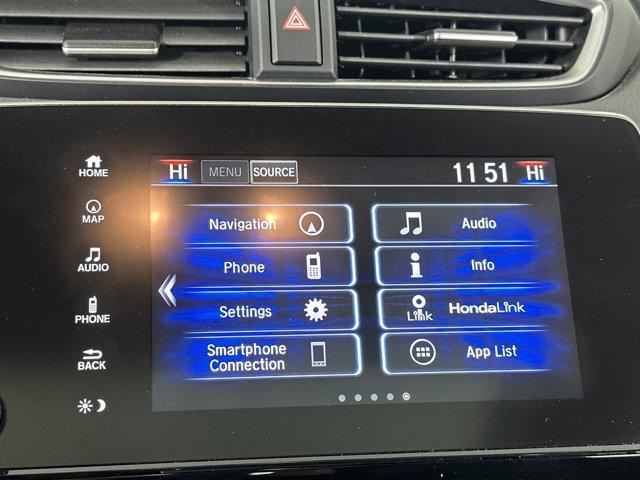 Hi MENU SOURCE 11 51 Hi
HOME
MAP
AUDIO
PHONE
BACK
Navigation
Audio
Phone
Info
Settings
Link HondaLink
Smartphone
Connection
App List